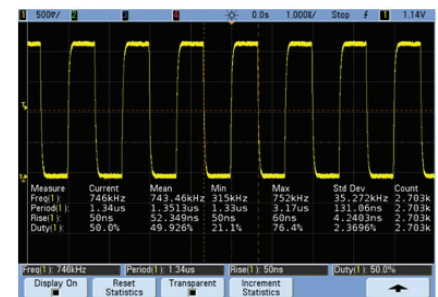 1 500▽/ 2 3 4 0.0s 1.000▽/ Stop 1 1.14V
Measure Current Mean Min Max Std Dev Count
Freq(1): 746kHz 743.46kHz 315kHz 752kHz 35.272kHz 2.703k
Period(1): 1.34us 1.3513us 1.33us 3.17us 131.06ns 2.703k
Rise(1): 50ns 52.349ns 50ns 60ns 4.2403ns 2.703k
Duty(1): 50.0% 49.926% 21.1% 76.4% 2.3696% 2.703k
Freq(1): 746kHz Period(1): 1.34us Rise(1): 50ns Duty(1): 50.0%
Display On Reset Statistics Transparent Increment Statistics